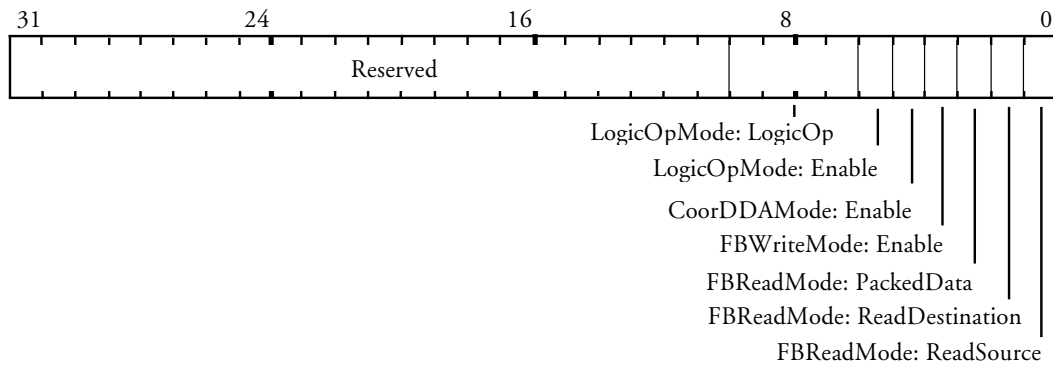 31 24 16 8 0
Reserved
LogicOpMode: LogicOp
LogicOpMode: Enable
CoorDDAMode: Enable
FBWriteMode: Enable
FBReadMode: PackedData
FBReadMode: ReadDestination
FBReadMode: ReadSource